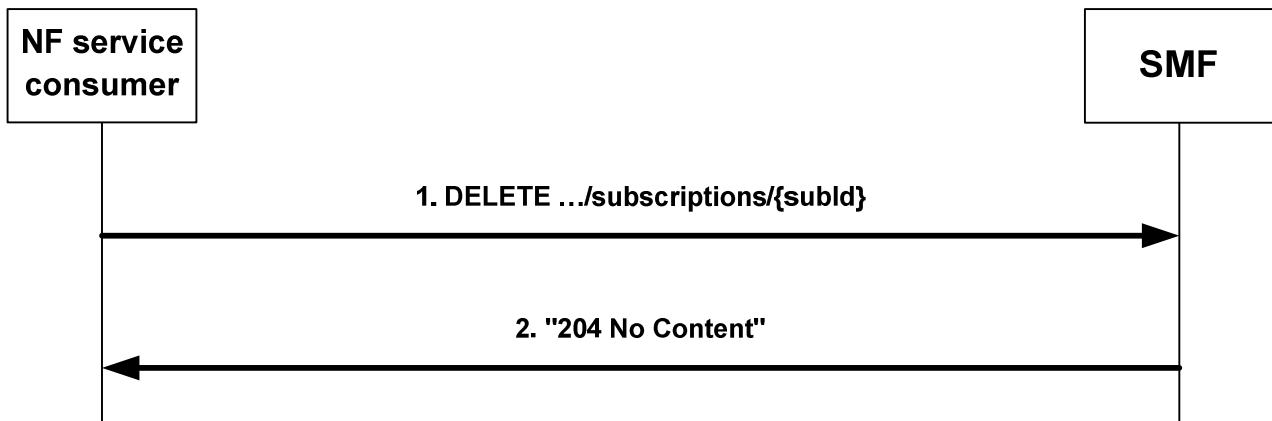 NF service
consumer
SMF
1. DELETE …/subscriptions/{subId}
2. "204 No Content"